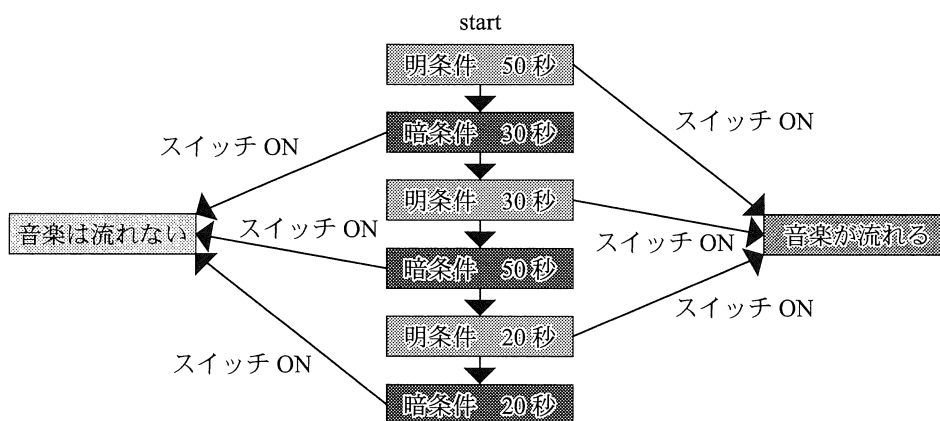 start
明条件 50秒
スイッチ ON
暗条件 30秒
スイッチ ON
明条件 30秒
音楽は流れない
スイッチ ON
スイッチ ON
音楽が流れる
暗条件 50秒
スイッチ ON
明条件 20秒
スイッチ ON
暗条件 20秒